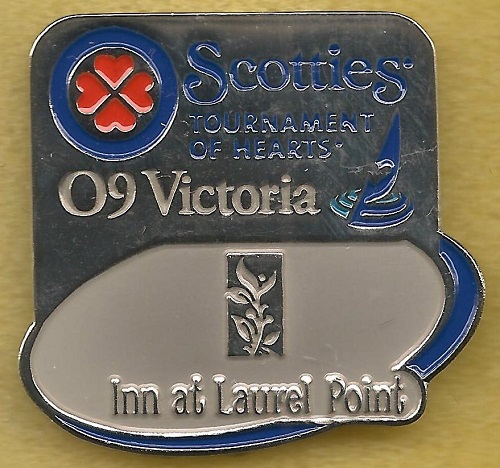 Scotties
TOURNAMENT
OF HEARTS
09 Victoria
Inn at Laurel Point